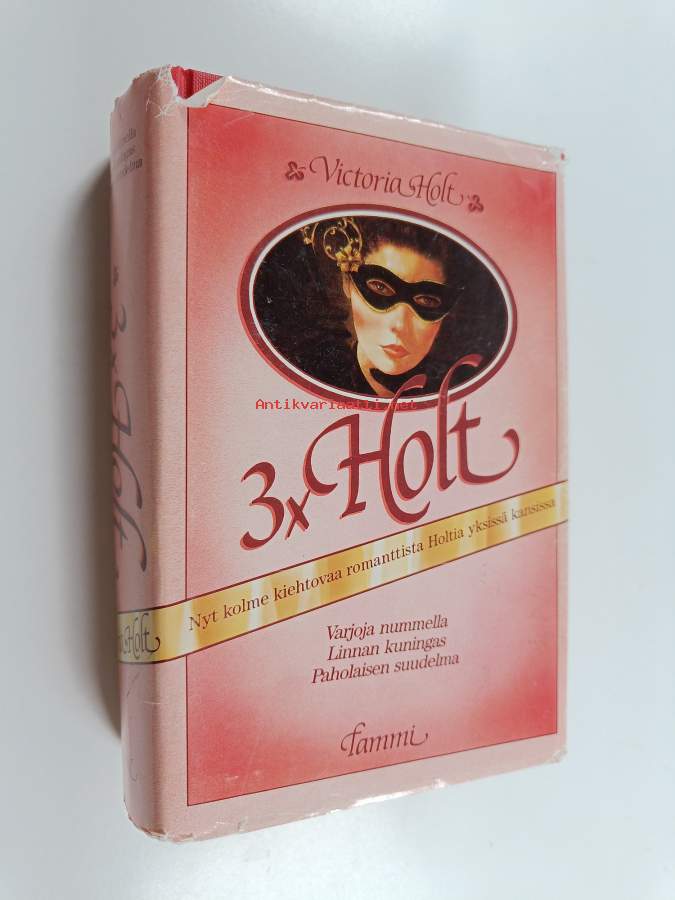 Victoria Holt
Antikvariaatti.net
3x Holt
Nyt kolme kiehtovaa romanttista Holtia yksissä kansissa
Varjoja nummella
Linnan kuningas
Paholaisen suudelma
Tammi
3x Holt
Holt